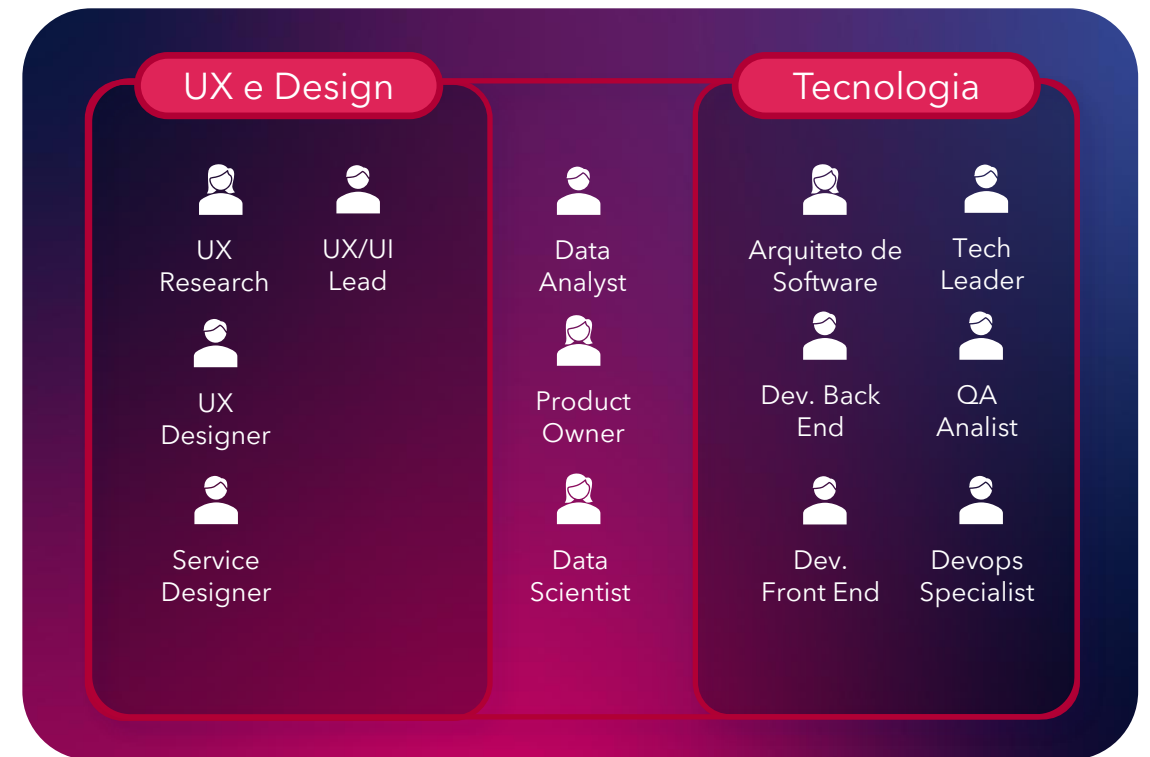 UX e Design
Tecnologia
UX
Research
UX/UI
Lead
Data
Analyst
Arquiteto de
Software
Tech
Leader
UX
Designer
Product
Owner
Dev. Back
End
QA
Analist
Service
Designer
Data
Scientist
Dev.
Front End
Devops
Specialist